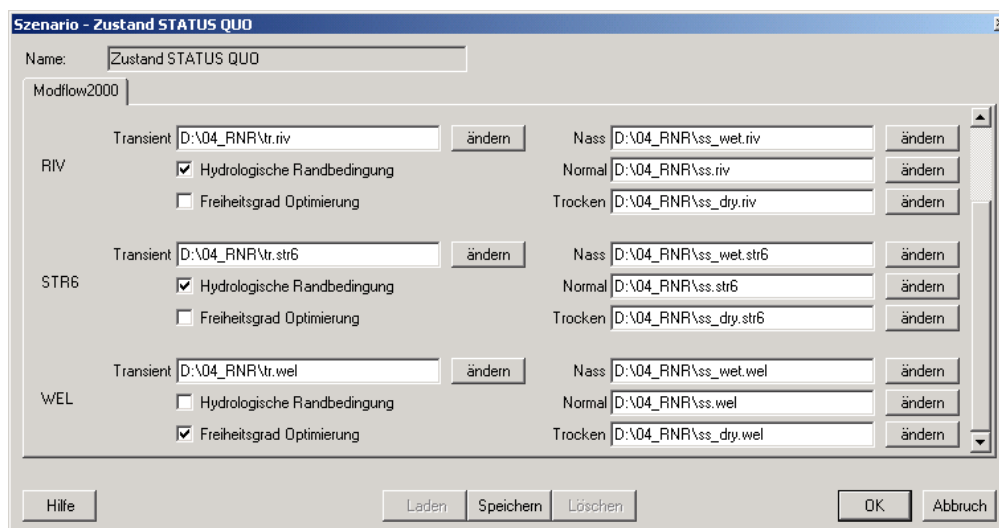 Szenario - Zustand STATUS QUO
Name: Zustand STATUS QUO
Modflow2000
RIV
Transient D:\04_RNR\tr.riv ändern Nass D:\04_RNR\ss_wet.riv ändern
Hydrologische Randbedingung Normal D:\04_RNR\ss.riv ändern
Freiheitsgrad Optimierung Trocken D:\04_RNR\ss_dry.riv ändern
STR6
Transient D:\04_RNR\tr.str6 ändern Nass D:\04_RNR\ss_wet.str6 ändern
Hydrologische Randbedingung Normal D:\04_RNR\ss.str6 ändern
Freiheitsgrad Optimierung Trocken D:\04_RNR\ss_dry.str6 ändern
WEL
Transient D:\04_RNR\tr.wel ändern Nass D:\04_RNR\ss_wet.wel ändern
Hydrologische Randbedingung Normal D:\04_RNR\ss.wel ändern
Freiheitsgrad Optimierung Trocken D:\04_RNR\ss_dry.wel ändern
Hilfe Laden Speichern Löschen OK Abbruch